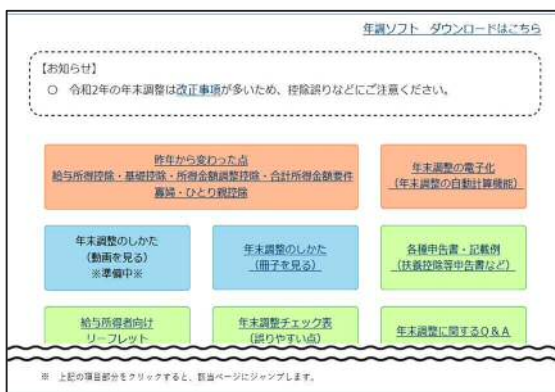 年調ソフト ダウンロードはこちら
【お知らせ】
○ 令和2年の年末調整は改正事項が多いため、控除誤りなどにご注意ください。
昨年から変わった点
給与所得控除・基礎控除・所得金額調整控除・合計所得金額要件
寡婦・ひとり親控除
年末調整の電子化
(年末調整の自動計算機能)
年末調整のしかた
(動画を見る)
※準備中※
年末調整のしかた
(冊子を見る)
各種申告書・記載例
(扶養控除等申告書など)
給与所得者向け
リーフレット
年末調整チェック表
(誤りやすい点)
年末調整に関するQ&A
※ 上記の項目部分をクリックすると、該当ページにジャンプします。